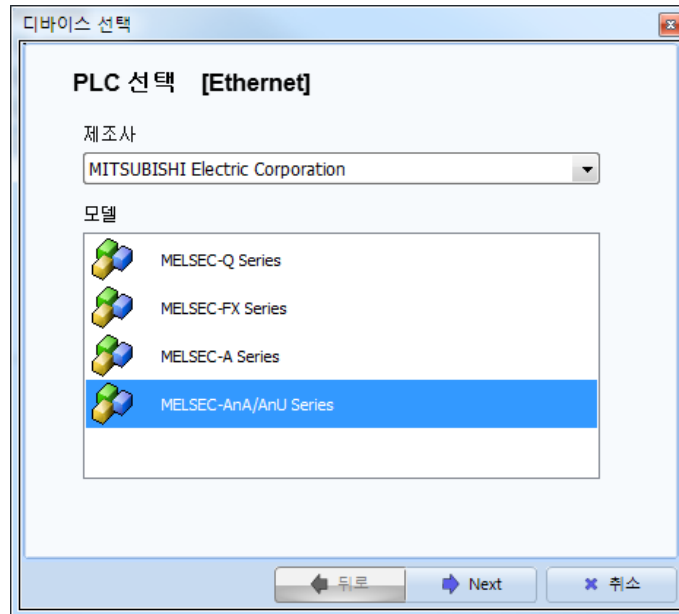 디바이스 선택
PLC 선택 [Ethernet]
제조사
MITSUBISHI Electric Corporation
모델
MELSEC-Q Series
MELSEC-FX Series
MELSEC-A Series
MELSEC-AnA/AnU Series
뒤로 Next 취소